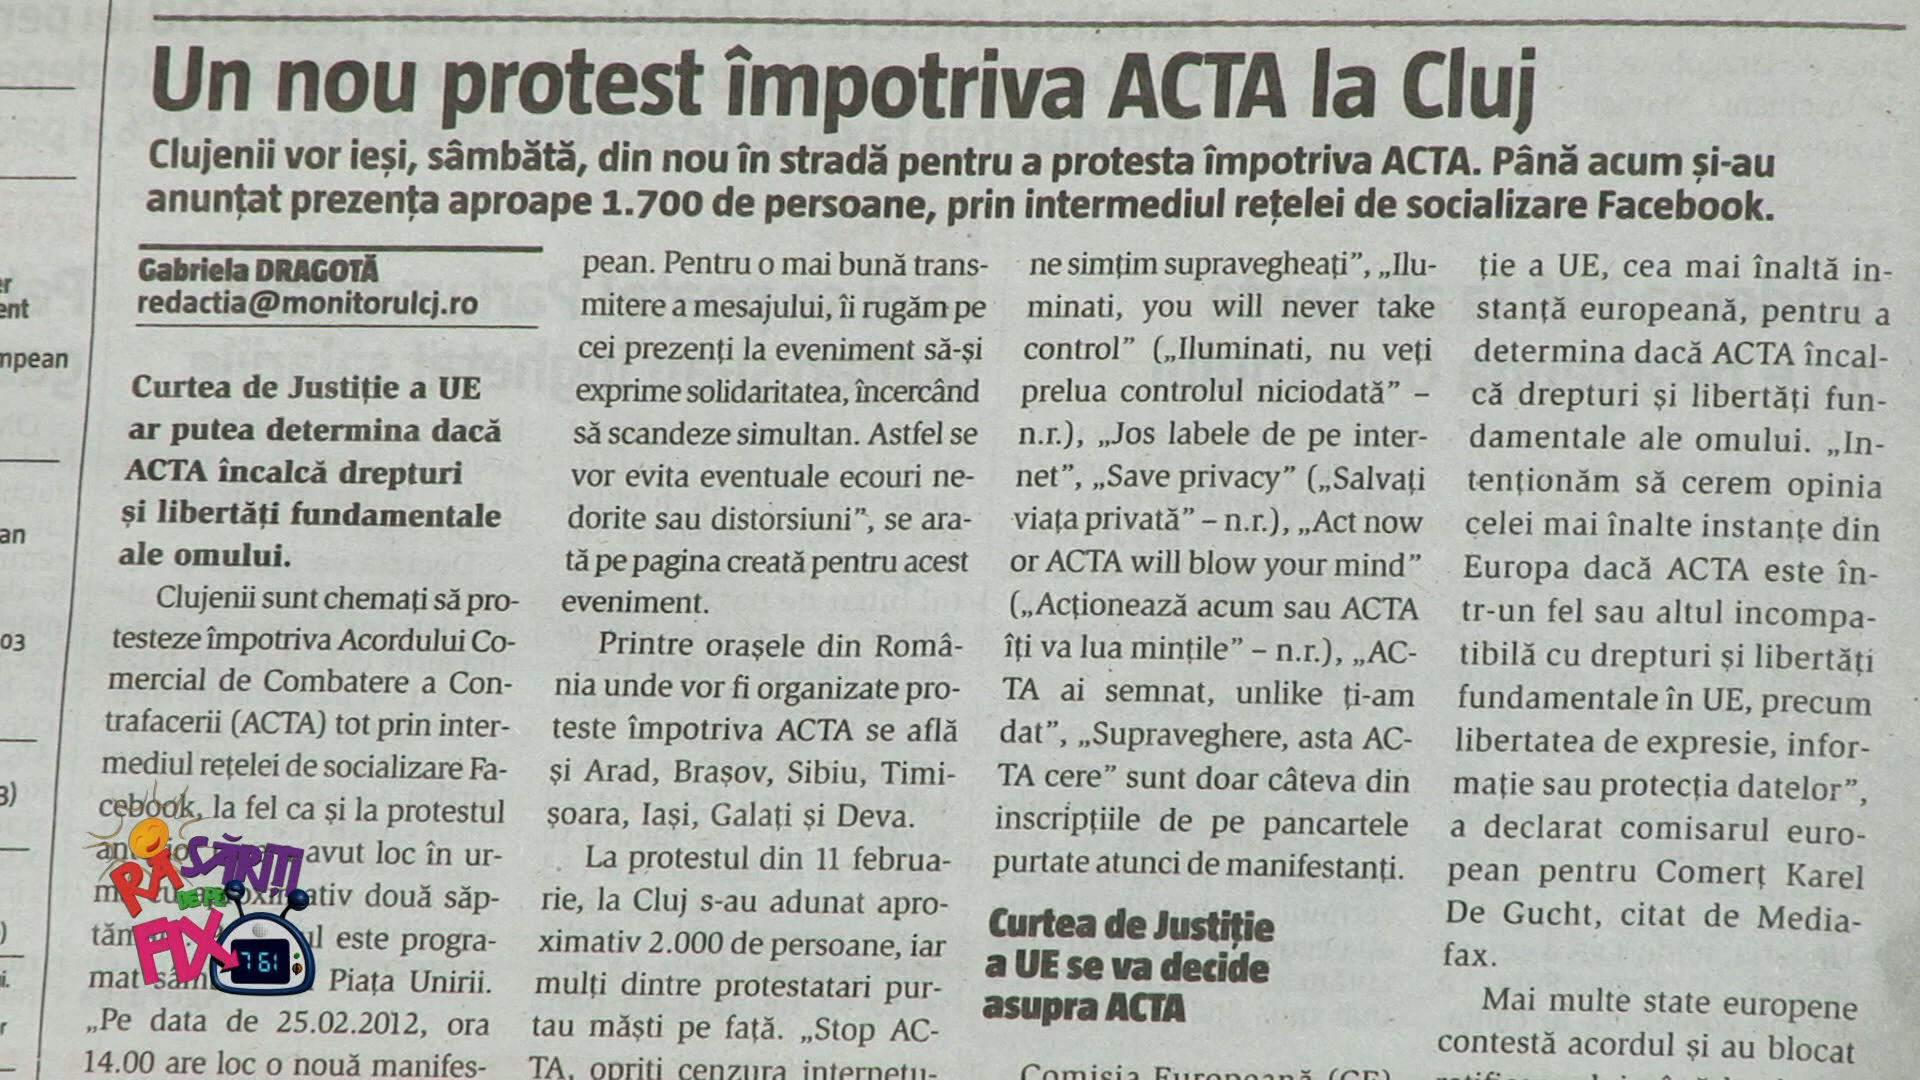 Un nou protest împotriva ACTA la Cluj
Clujenii vor ieși, sâmbătă, din nou în stradă pentru a protesta împotriva ACTA. Până acum și-au
anunțat prezența aproape 1.700 de persoane, prin intermediul rețelei de socializare Facebook.
Gabriela DRAGOTĂ
redactia@monitorulcj.ro
Curtea de Justiție a UE
ar putea determina dacă
ACTA încalcă drepturi
și libertăți fundamentale
ale omului.
Clujenii sunt chemați să pro-
testeze împotriva Acordului Co-
mercial de Combatere a Con-
trafacerii (ACTA) tot prin inter-
mediul rețelei de socializare Fa-
cebook, la fel ca și la protestul
avut loc în ur-
două săp-
este progra-
mat Piața Unirii.
„Pe data de 25.02.2012, ora
14.00 are loc o nouă manifes-
pean. Pentru o mai bună trans-
mitere a mesajului, îi rugăm pe
cei prezenți la eveniment să-și
exprime solidaritatea, încercând
să scandeze simultan. Astfel se
vor evita eventuale ecouri ne-
dorite sau distorsiuni”, se ara-
tă pe pagina creată pentru acest
eveniment.
Printre orașele din Româ-
nia unde vor fi organizate pro-
teste împotriva ACTA se află
și Arad, Brașov, Sibiu, Timi-
șoara, Iași, Galați și Deva.
La protestul din 11 februa-
rie, la Cluj s-au adunat apro-
ximativ 2.000 de persoane, iar
mulți dintre protestatari pur-
tau măști pe față. „Stop AC-
TA, opriți cenzura internetu-
ne simțim supravegheați”, „Ilu-
minati, you will never take
control” („Iluminati, nu veți
prelua controlul niciodată” –
n.r.), „Jos labele de pe inter-
net”, „Save privacy” („Salvați
viața privată” – n.r.), „Act now
or ACTA will blow your mind”
(„Acționează acum sau ACTA
îți va lua mințile” – n.r.), „AC-
TA ai semnat, unlike ți-am
dat”, „Supraveghere, asta AC-
TA cere” sunt doar câteva din
inscripțiile de pe pancartele
purtate atunci de manifestanți.
Curtea de Justiție
a UE se va decide
asupra ACTA
Comisia Europeană (CE)
ție a UE, cea mai înaltă in-
stanță europeană, pentru a
determina dacă ACTA încal-
că drepturi și libertăți fun-
damentale ale omului. „In-
tenționăm să cerem opinia
celei mai înalte instanțe din
Europa dacă ACTA este în-
tr-un fel sau altul incompa-
tibilă cu drepturi și libertăți
fundamentale în UE, precum
libertatea de expresie, infor-
mație sau protecția datelor”,
a declarat comisarul euro-
pean pentru Comerț Karel
De Gucht, citat de Media-
fax.
Mai multe state europene
contestă acordul și au blocat
mpean
03
RĂSĂRIȚI
DE PE
FIX
7 61